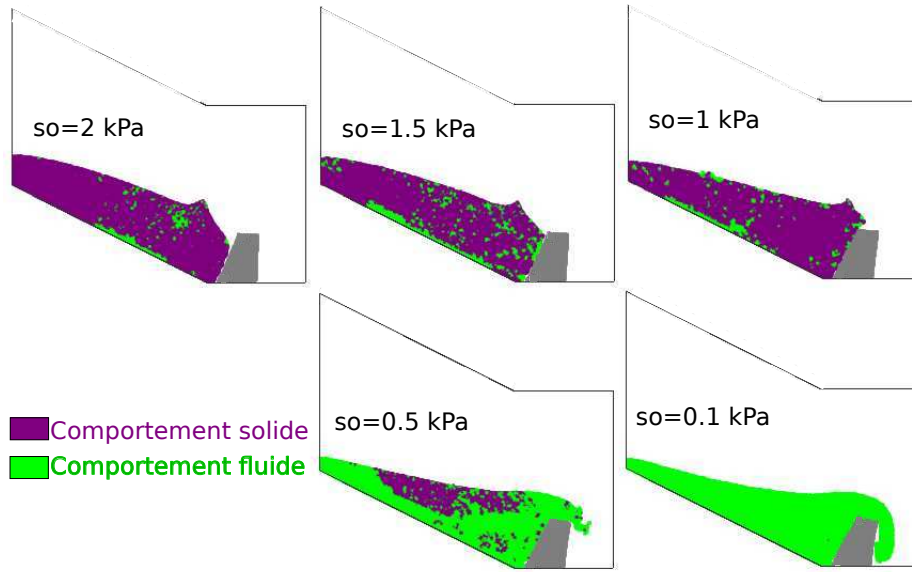 so=2 kPa
so=1.5 kPa
so=1 kPa
so=0.5 kPa
so=0.1 kPa
Comportement solide
Comportement fluide